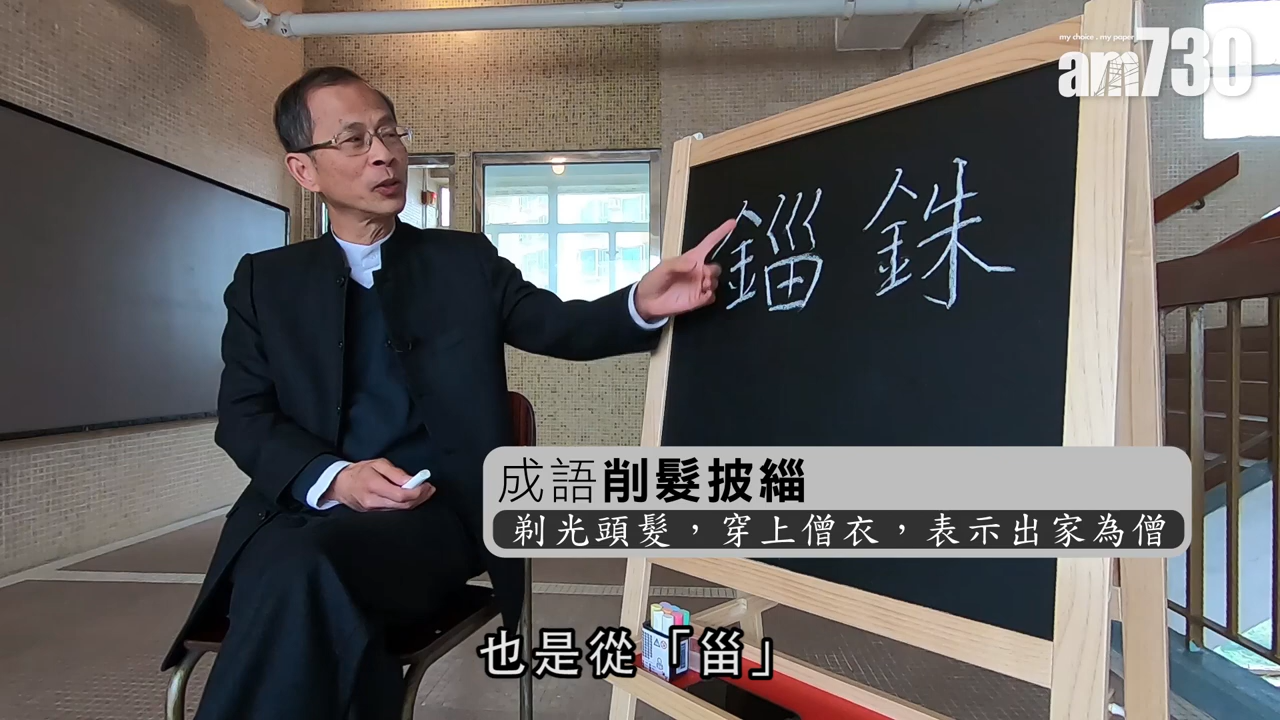 my choice . my paper
am730
錙銖
成語削髮披緇
剃光頭髮，穿上僧衣，表示出家為僧
也是從「甾」